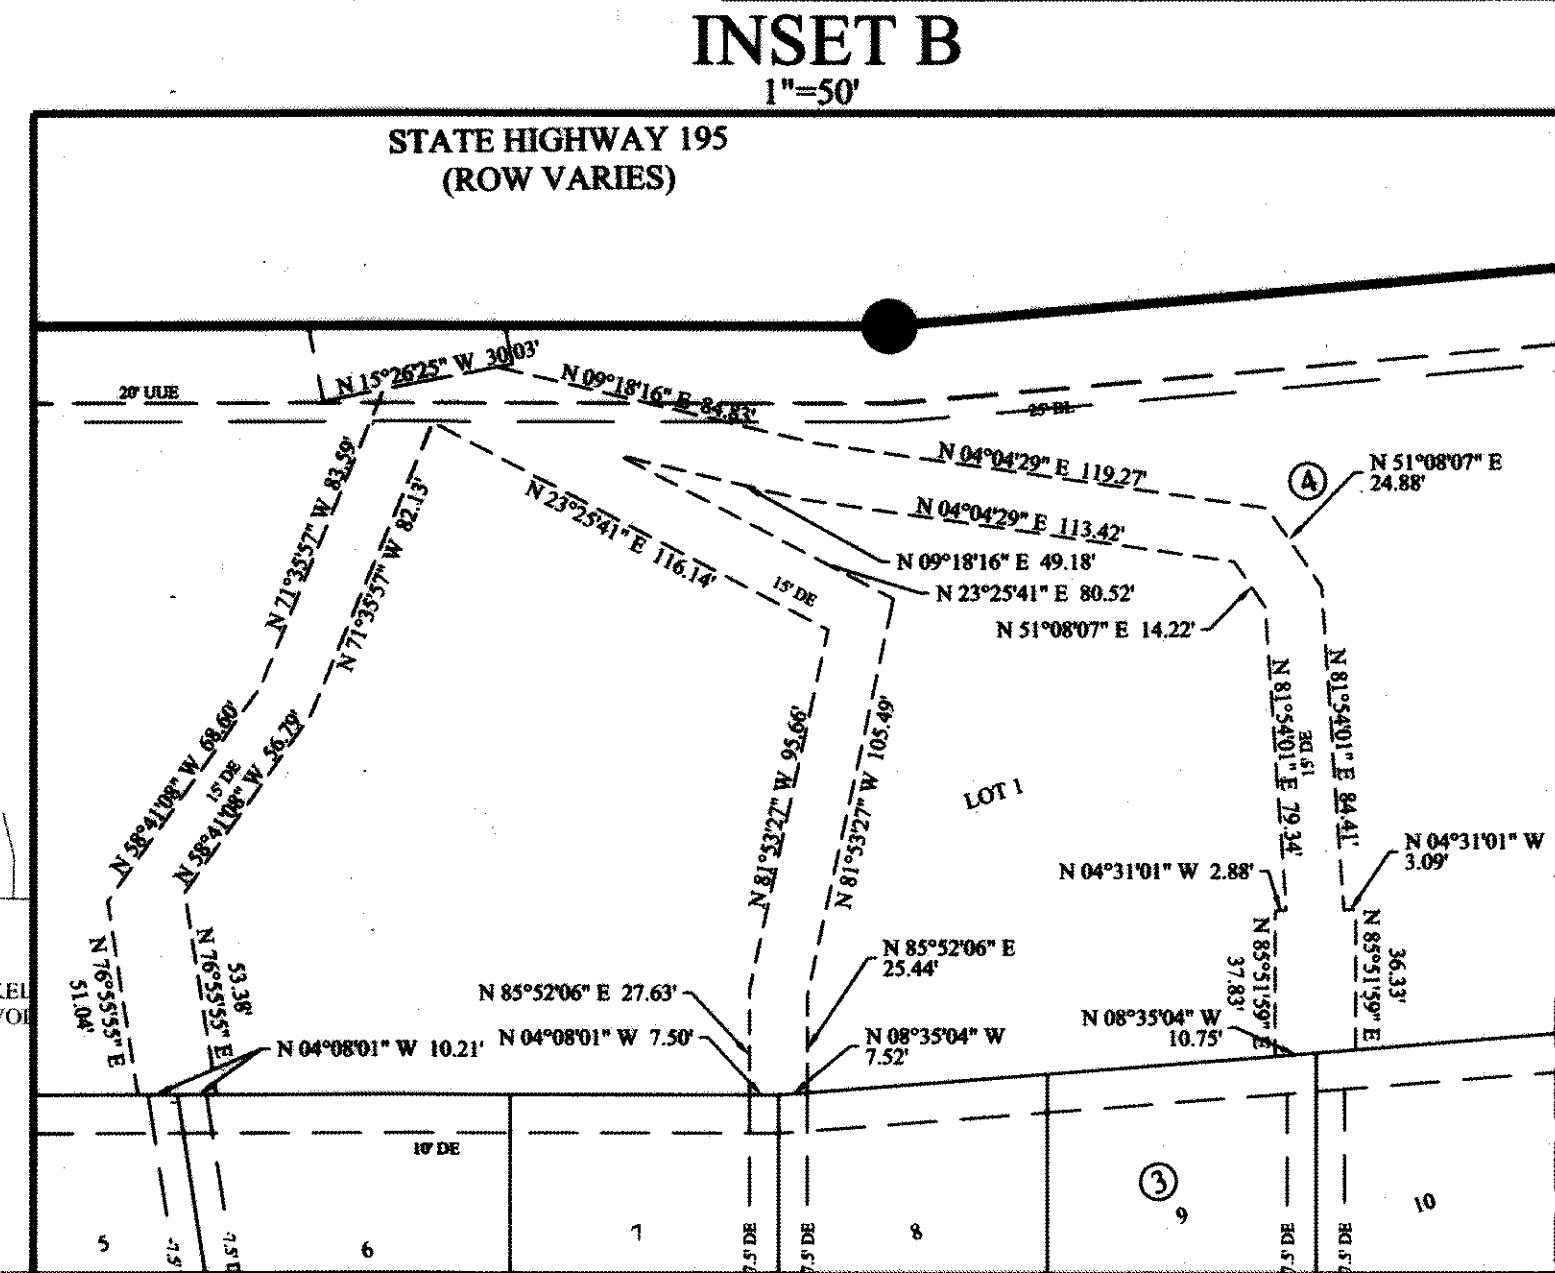 INSET B
1"=50'
STATE HIGHWAY 195
(ROW VARIES)
N 15°26'25" W 30.03'
N 09°18'16" E 84.83'
20' UUE
25' BL
N 04°04'29" E 119.27'
4
N 51°08'07" E
24.88'
N 71°35'57" W 83.59'
N 71°35'57" W 82.13'
N 23°25'41" E 116.14'
N 04°04'29" E 113.42'
N 09°18'16" E 49.18'
N 23°25'41" E 80.52'
N 51°08'07" E 14.22'
15' DE
N 58°41'08" W 68.60'
15' DE
N 58°41'08" W 56.79'
N 81°53'27" W 95.66'
N 81°53'27" W 105.49'
LOT 1
N 81°54'01" E 79.34'
15' DE
N 81°54'01" E 84.41'
N 04°31'01" W
3.09'
N 04°31'01" W 2.88'
N 76°55'55" E
51.04'
N 76°55'55" E
53.38'
N 85°52'06" E
25.44'
N 85°52'06" E 27.63'
N 85°51'59" E
37.83'
N 85°51'59" E
36.33'
N 04°08'01" W 10.21'
N 04°08'01" W 7.50'
N 08°35'04" W
7.52'
N 08°35'04" W
10.75'
10' DE
3
5
6
7
8
9
10
7.5'
7.5' D
7.5' DE
7.5' DE
7.5' DE
7.5' DE